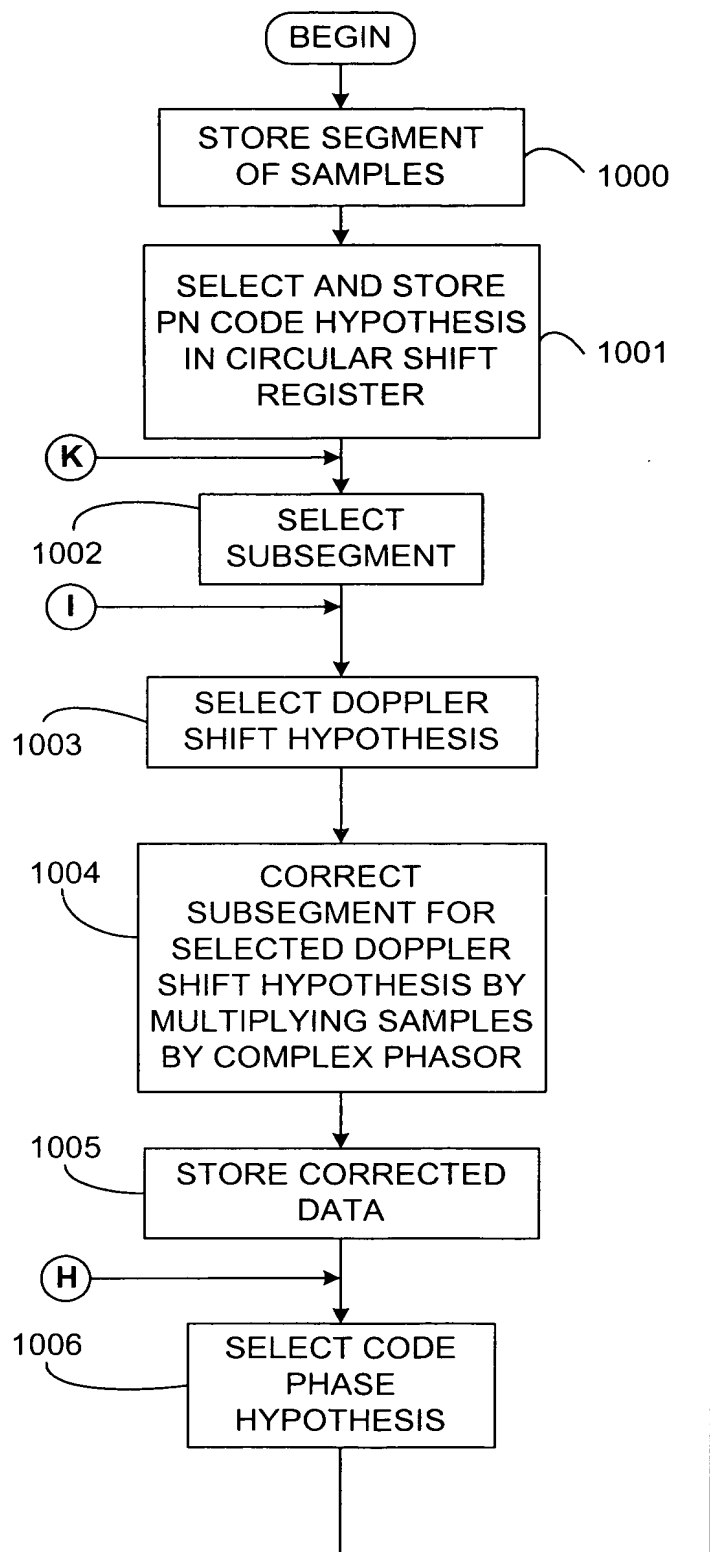 BEGIN
STORE SEGMENT
OF SAMPLES
1000
SELECT AND STORE
PN CODE HYPOTHESIS
IN CIRCULAR SHIFT
REGISTER
1001
K
SELECT
SUBSEGMENT
1002
I
SELECT DOPPLER
SHIFT HYPOTHESIS
1003
1004
CORRECT
SUBSEGMENT FOR
SELECTED DOPPLER
SHIFT HYPOTHESIS BY
MULTIPLYING SAMPLES
BY COMPLEX PHASOR
1005
STORE CORRECTED
DATA
H
1006
SELECT CODE
PHASE
HYPOTHESIS